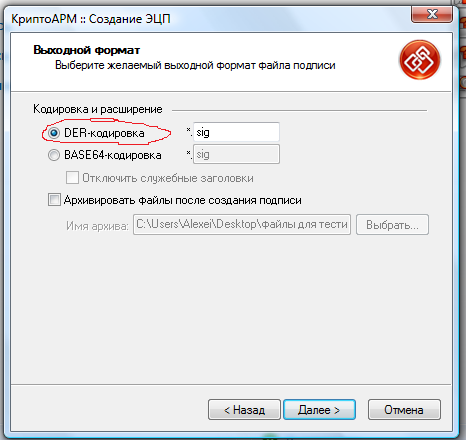 КриптоАРМ :: Создание ЭЦП
Выходной формат
Выберите желаемый выходной формат файла подписи
Кодировка и расширение
DER-кодировка *. sig
BASE64-кодировка *. sig
Отключить служебные заголовки
Архивировать файлы после создания подписи
Имя архива: C:\Users\Alexei\Desktop\файлы для тести Выбрать...
< Назад Далее > Отмена